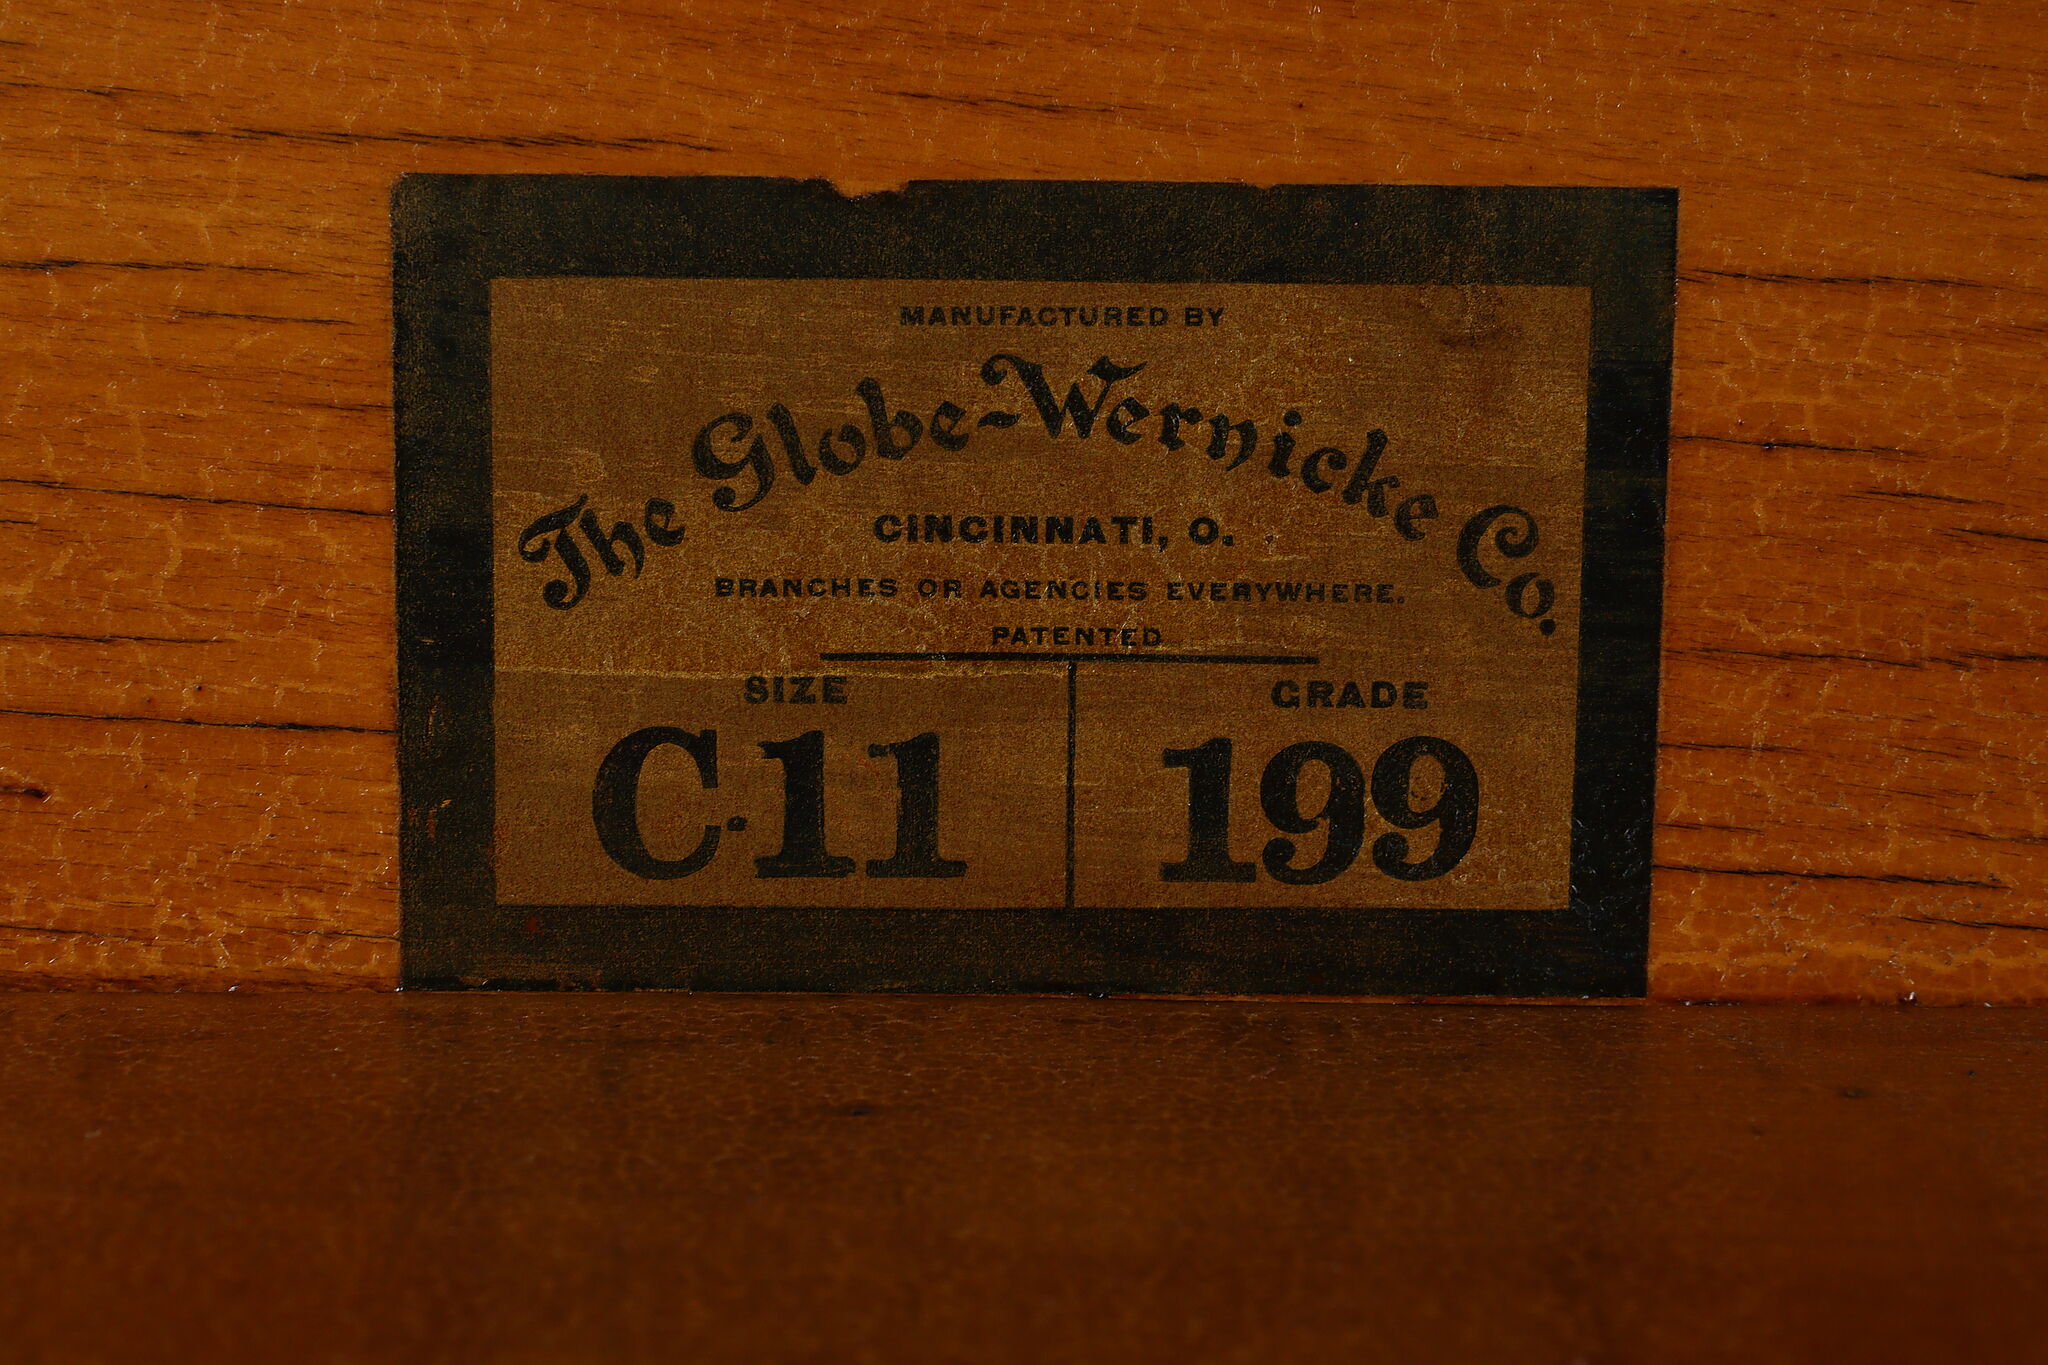 MANUFACTURED BY
The Globe-Wernicke Co.
CINCINNATI, O.
BRANCHES OR AGENCIES EVERYWHERE.
PATENTED
SIZE GRADE
C.11 199